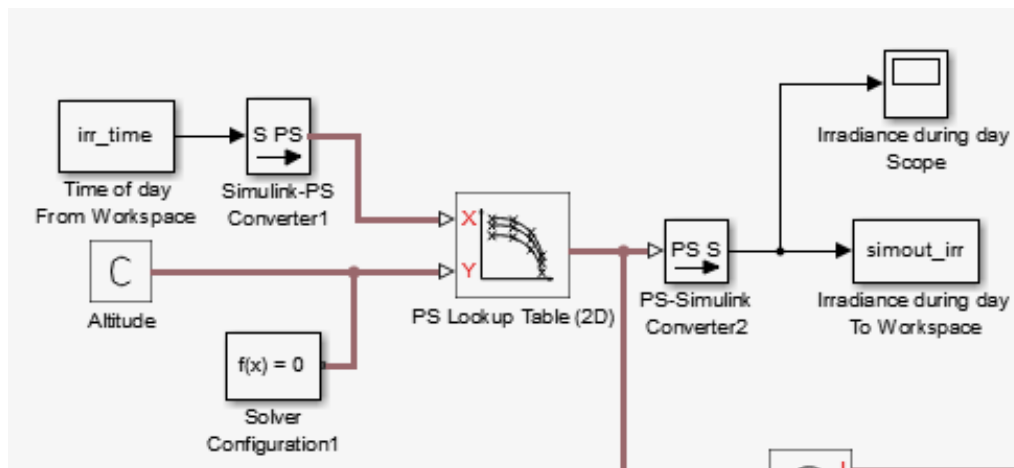 irr_time
Time of day
From Workspace
S PS
Simulink-PS
Converter1
C
Altitude
f(x) = 0
Solver
Configuration1
X
Y
PS Lookup Table (2D)
PS S
PS-Simulink
Converter2
Irradiance during day
Scope
simout_irr
Irradiance during day
To Workspace